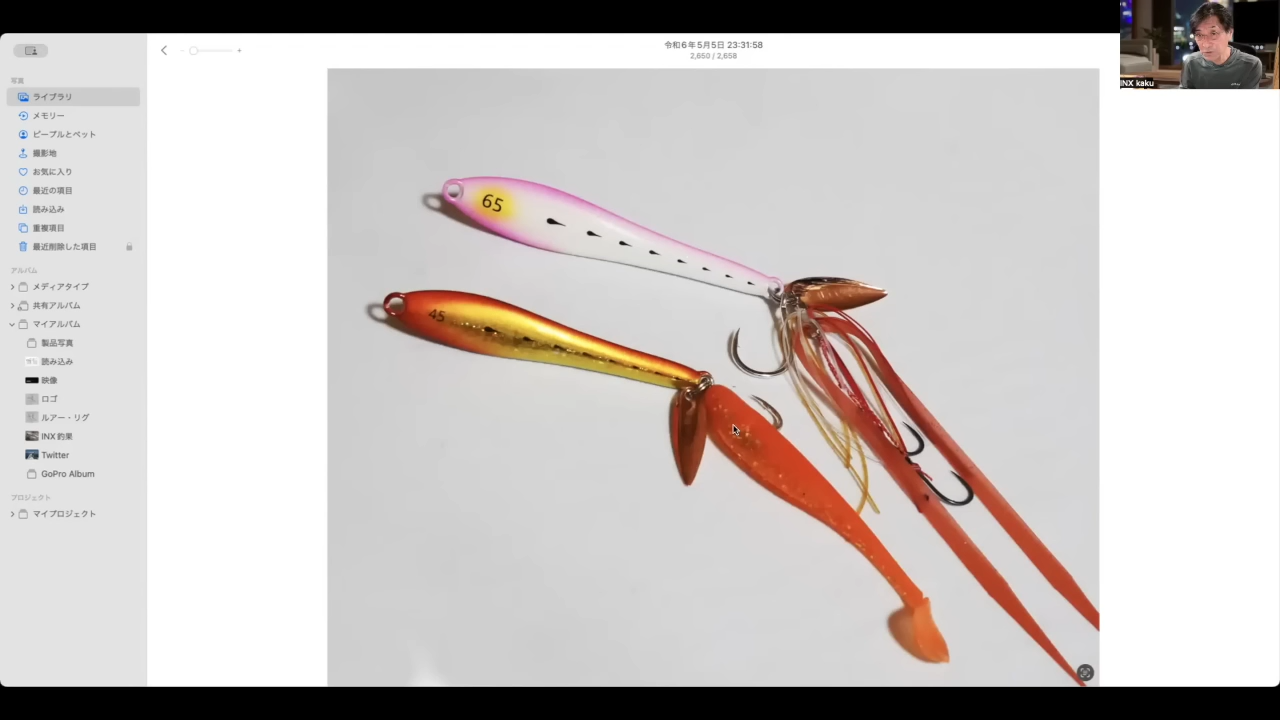 令和6年5月5日 23:31:58
2,650 / 2,658
INX kaku
写真
ライブラリ
メモリー
ピープルとペット
撮影地
お気に入り
最近の項目
読み込み
重複項目
最近削除した項目
アルバム
メディアタイプ
共有アルバム
マイアルバム
製品写真
読み込み
映像
ロゴ
ルアー・リグ
INX 釣果
Twitter
GoPro Album
プロジェクト
マイプロジェクト
65
45